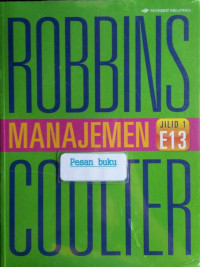 ROBBINS
MANAJEMEN
JILID 1
E13
Pesan buku
COULTER